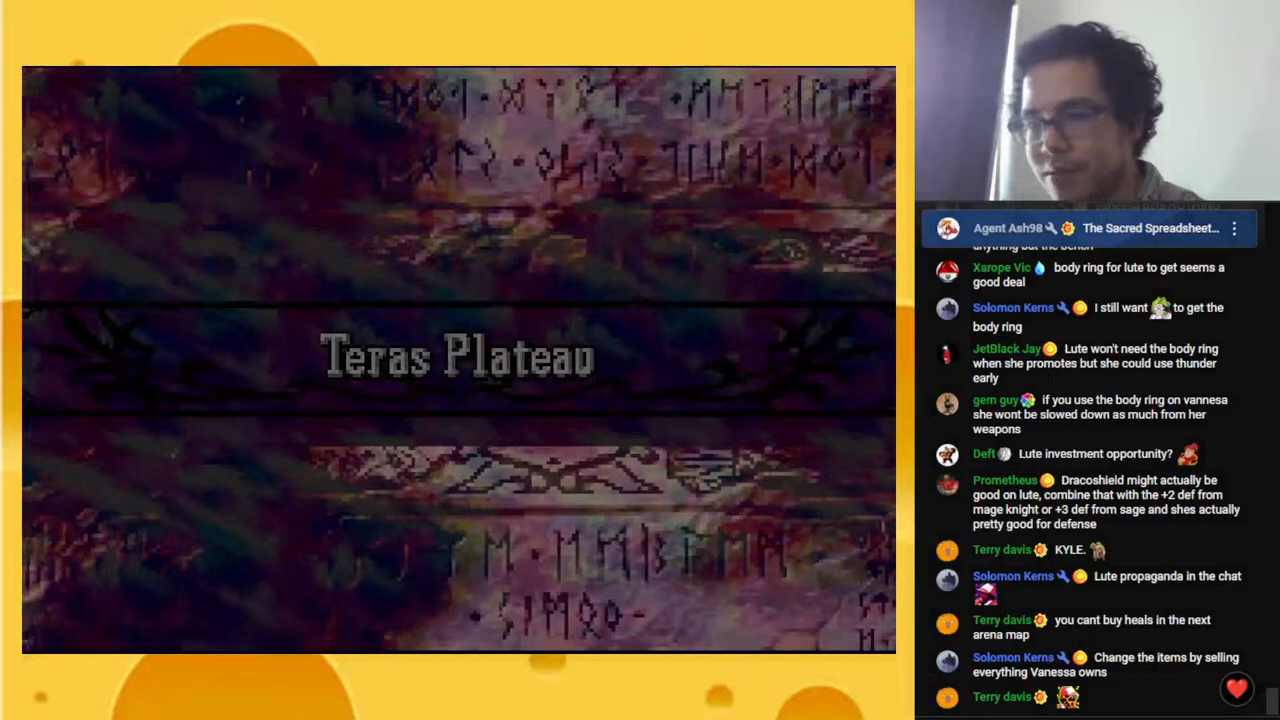 Teras Plateau
Agent Ash98 The Sacred Spreadsheet...
anything but the bench
Xarope Vic body ring for lute to get seems a
good deal
Solomon Kerns I still want to get the
body ring
JetBlack Jay Lute won't need the body ring
when she promotes but she could use thunder
early
gem guy if you use the body ring on vannesa
she wont be slowed down as much from her
weapons
Deft Lute investment opportunity?
Prometheus Dracoshield might actually be
good on lute, combine that with the +2 def from
mage knight or +3 def from sage and shes actually
pretty good for defense
Terry davis KYLE.
Solomon Kerns Lute propaganda in the chat
Terry davis you cant buy heals in the next
arena map
Solomon Kerns Change the items by selling
everything Vanessa owns
Terry davis